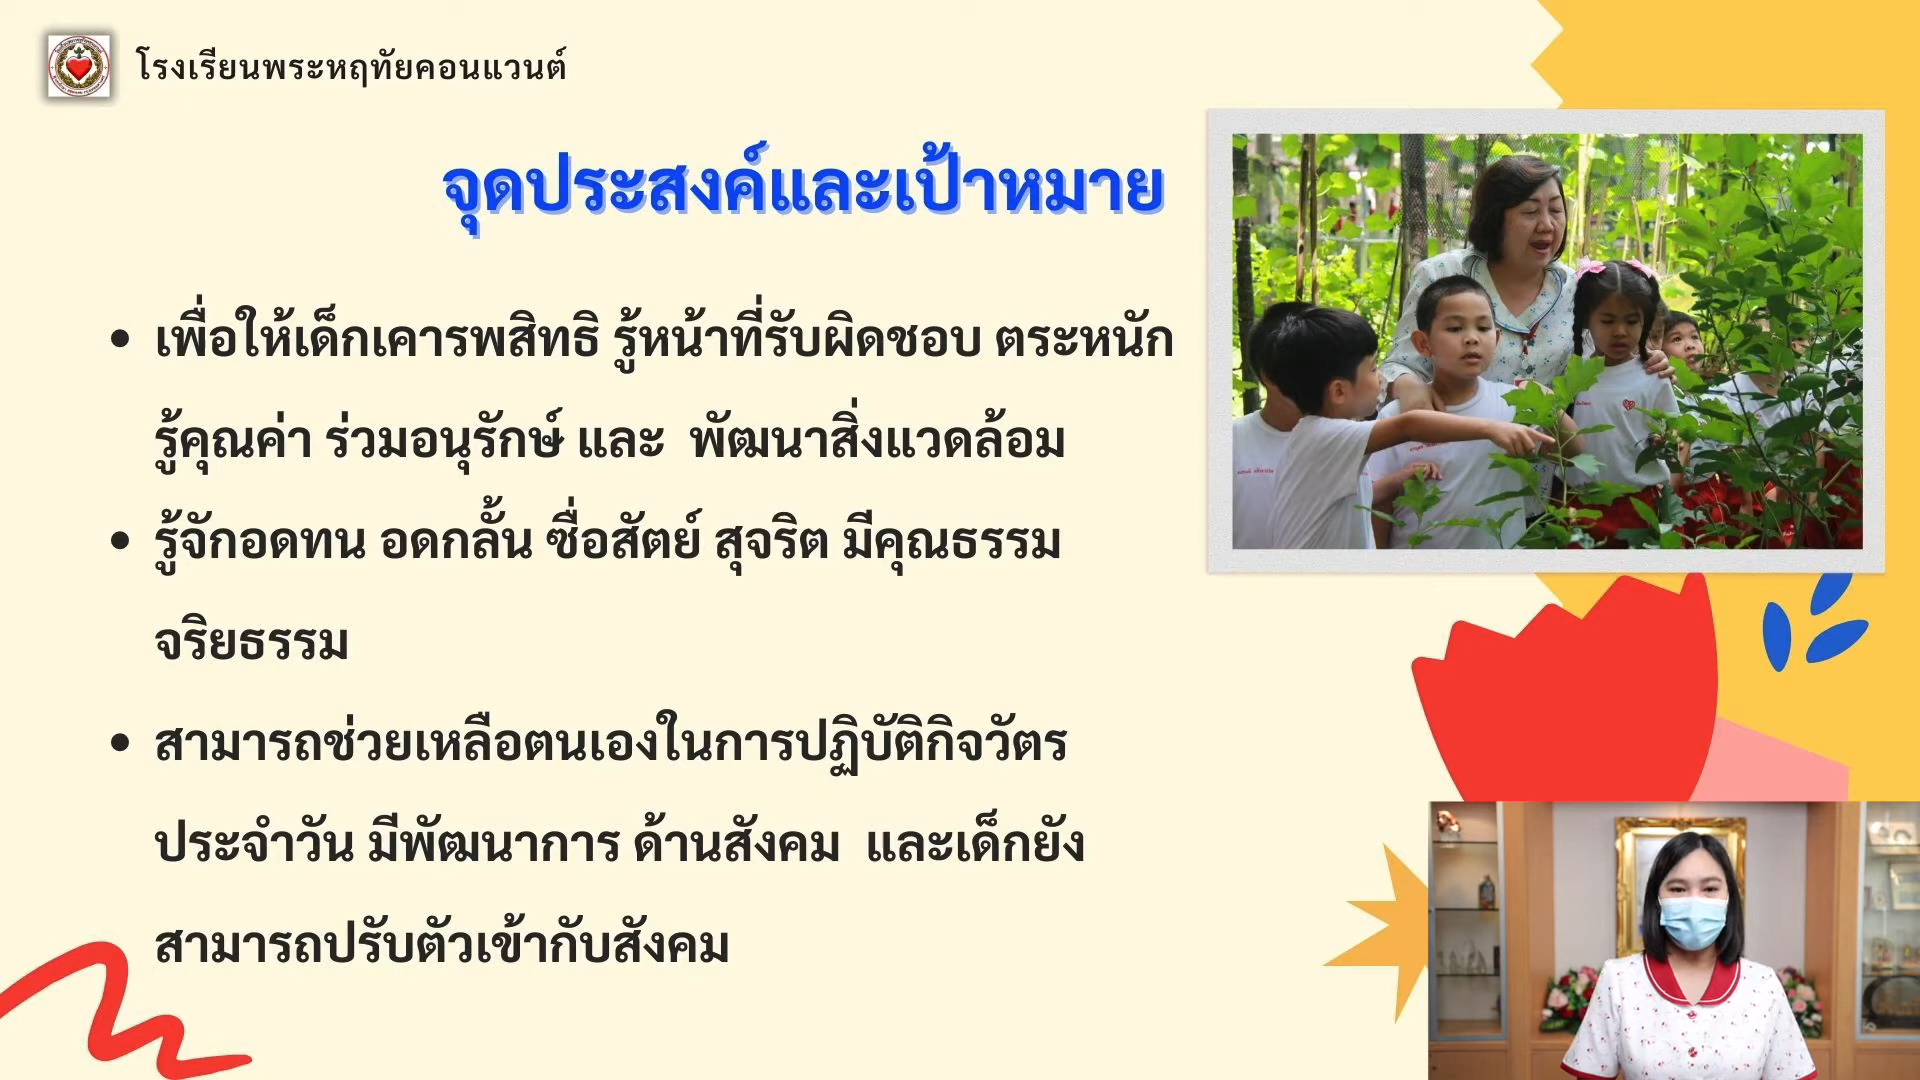 โรงเรียนพระหฤทัยคอนแวนต์
จุดประสงค์และเป้าหมาย
• เพื่อให้เด็กเคารพสิทธิ รู้หน้าที่รับผิดชอบ ตระหนัก
รู้คุณค่า ร่วมอนุรักษ์ และ พัฒนาสิ่งแวดล้อม
• รู้จักอดทน อดกลั้น ซื่อสัตย์ สุจริต มีคุณธรรม
จริยธรรม
• สามารถช่วยเหลือตนเองในการปฏิบัติกิจวัตร
ประจำวัน มีพัฒนาการ ด้านสังคม และเด็กยัง
สามารถปรับตัวเข้ากับสังคม